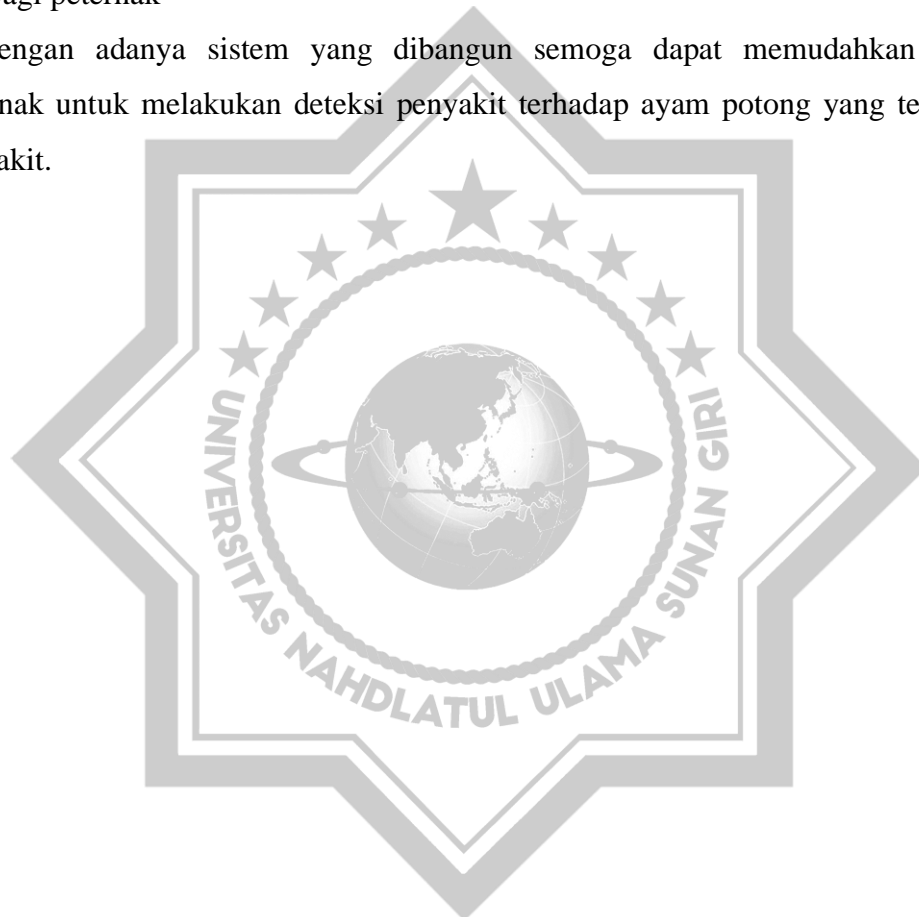 peternak
engan adanya sistem yang dibangun semoga dapat memudahkan
nak untuk melakukan deteksi penyakit terhadap ayam potong yang te
akit.
UNIVERSITAS NAHDLATUL ULAMA SUNAN GIRI